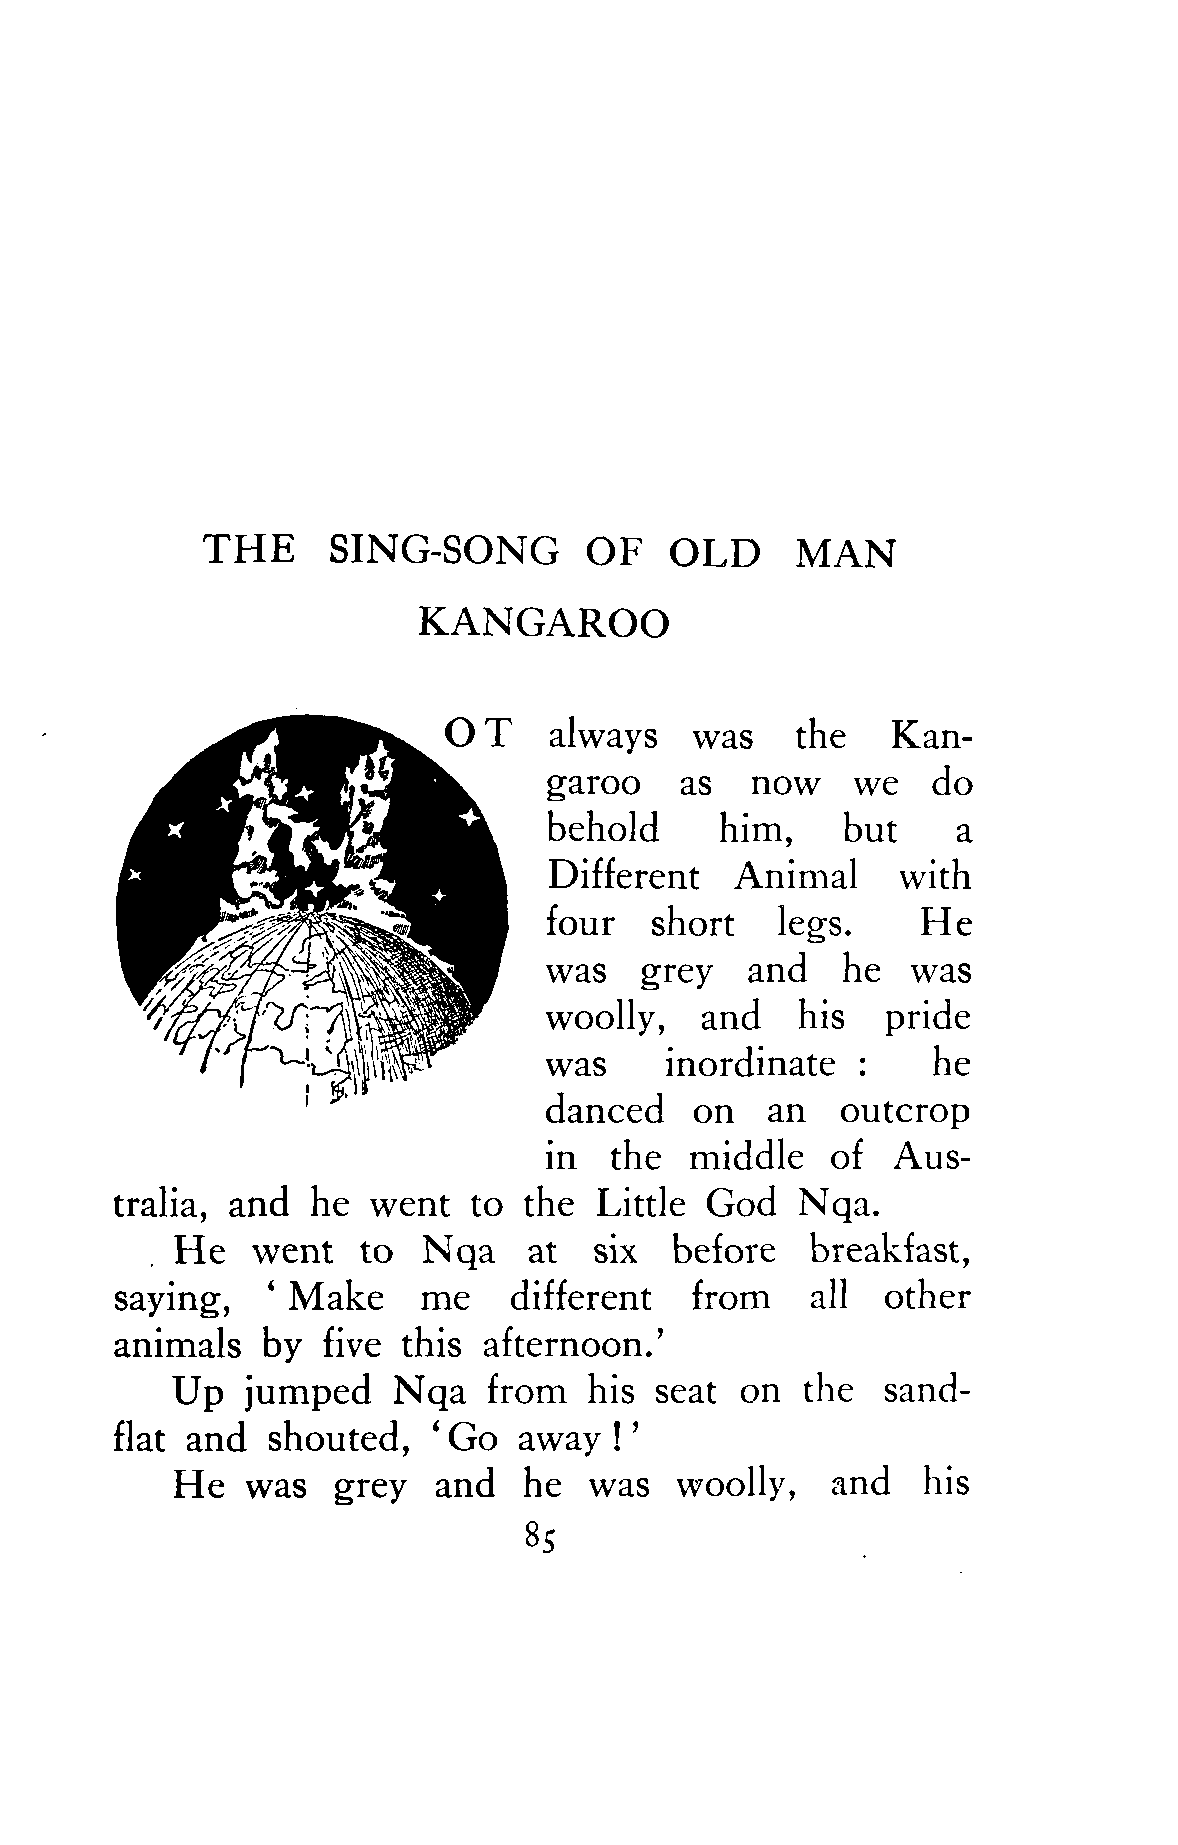 THE SING-SONG OF OLD MAN
KANGAROO
NOT always was the Kan-
garoo as now we do
behold him, but a
Different Animal with
four short legs. He
was grey and he was
woolly, and his pride
was inordinate : he
danced on an outcrop
in the middle of Aus-
tralia, and he went to the Little God Nqa.
He went to Nqa at six before breakfast,
saying, ‘ Make me different from all other
animals by five this afternoon.’
Up jumped Nqa from his seat on the sand-
flat and shouted, ‘ Go away ! ’
He was grey and he was woolly, and his
85